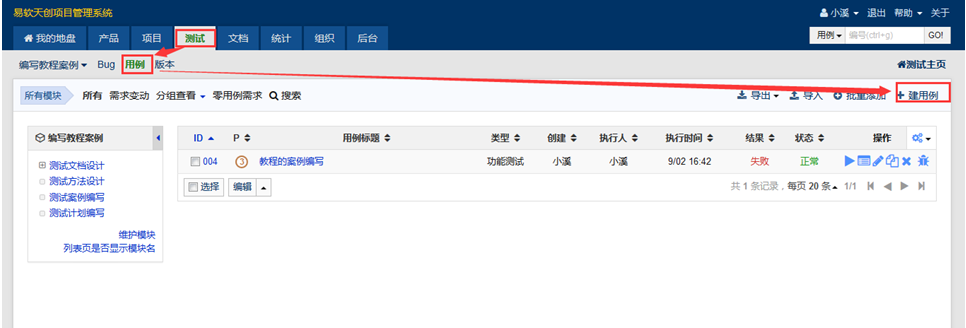 易软天创项目管理系统
小溪 退出 帮助 关于
我的地盘 产品 项目 测试 文档 统计 组织 后台
用例 编号(ctrl+g) GO!
编写教程案例 Bug 用例 版本
测试主页
所有模块 所有 需求变动 分组查看 零用例需求 搜索
导出 导入 批量添加 建用例
编写教程案例
测试文档设计
测试方法设计
测试案例编写
测试计划编写
维护模块
列表页是否显示模块名
ID P 用例标题 类型 创建 执行人 执行时间 结果 状态 操作
004 3 教程的案例编写 功能测试 小溪 小溪 9/02 16:42 失败 正常
选择 编辑
共 1 条记录，每页 20 条 1/1